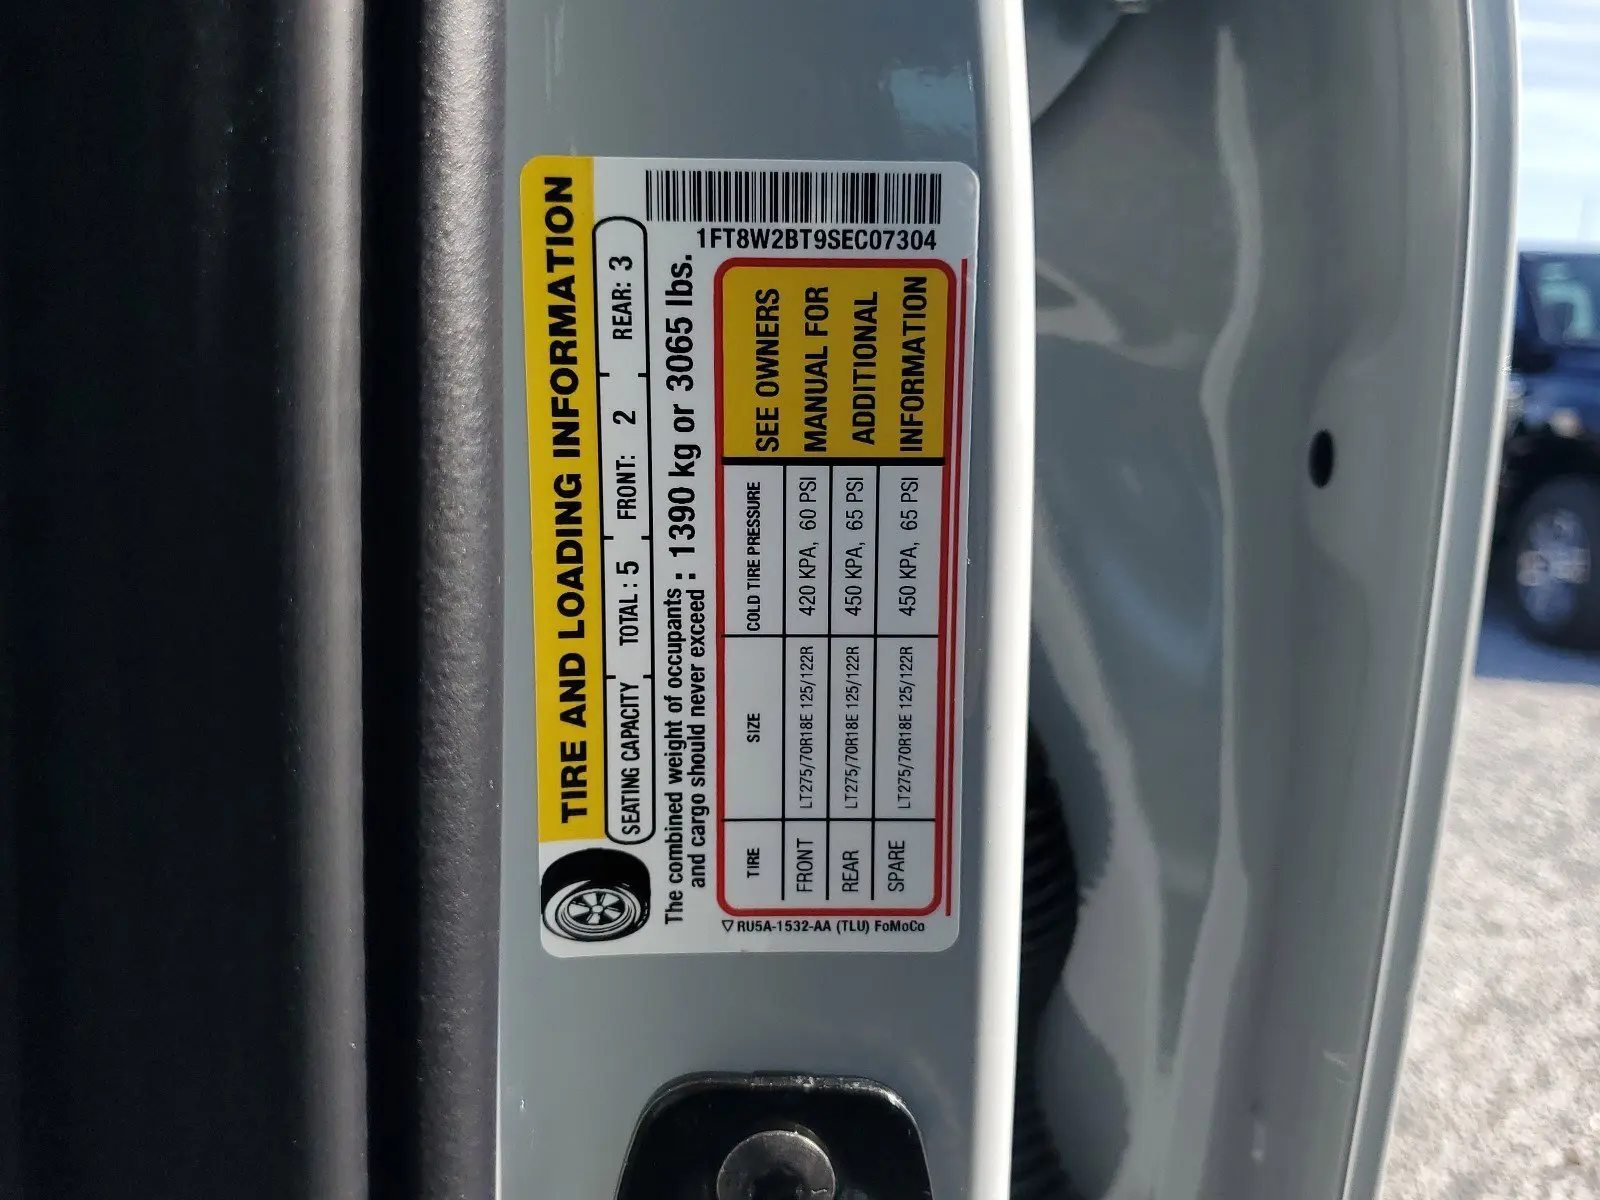 TIRE AND LOADING INFORMATION
SEATING CAPACITY TOTAL : 5 FRONT: 2 REAR: 3
The combined weight of occupants
and cargo should never exceed : 1390 kg or 3065 lbs.
1FT8W2BT9SEC07304
TIRE SIZE COLD TIRE PRESSURE
FRONT LT275/70R18E 125/122R 420 KPA, 60 PSI
REAR LT275/70R18E 125/122R 450 KPA, 65 PSI
SPARE LT275/70R18E 125/122R 450 KPA, 65 PSI
SEE OWNERS
MANUAL FOR
ADDITIONAL
INFORMATION
RU5A-1532-AA (TLU) FoMoCo